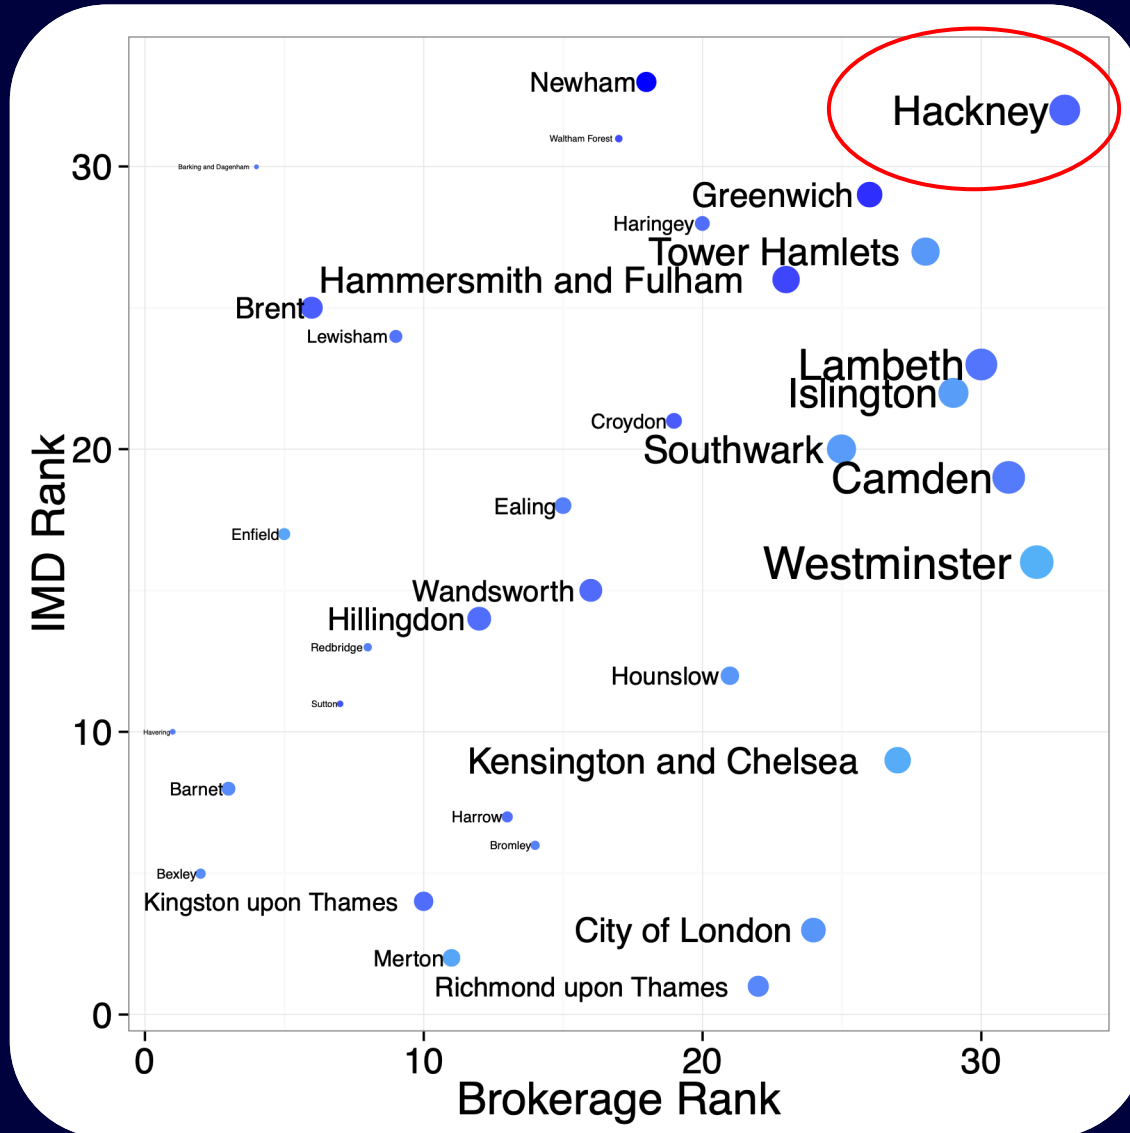 Newham
Hackney
Waltham Forest
30
Barking and Dagenham
Greenwich
Haringey
Tower Hamlets
Hammersmith and Fulham
Brent
Lewisham
Lambeth
Islington
Croydon
20
Southwark
Camden
Ealing
Enfield
Westminster
IMD Rank
Wandsworth
Hillingdon
Redbridge
Hounslow
Sutton
10
Havering
Kensington and Chelsea
Barnet
Harrow
Bromley
Bexley
Kingston upon Thames
City of London
Merton
Richmond upon Thames
0
0 10 20 30
Brokerage Rank